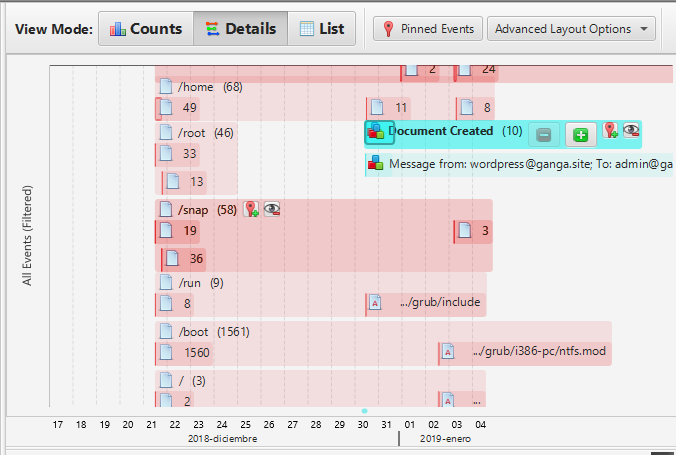 View Mode: Counts Details List Pinned Events Advanced Layout Options
2 24
/home (68)
49 11 8
/root (46) Document Created (10)
33 Message from: wordpress@ganga.site; To: admin@ga
13
/snap (58)
19 3
36
/run (9)
8 .../grub/include
/boot (1561)
1560 .../grub/i386-pc/ntfs.mod
/ (3)
2 ...
All Events (Filtered)
17 18 19 20 21 22 23 24 25 26 27 28 29 30 31 01 02 03 04
2018-diciembre 2019-enero